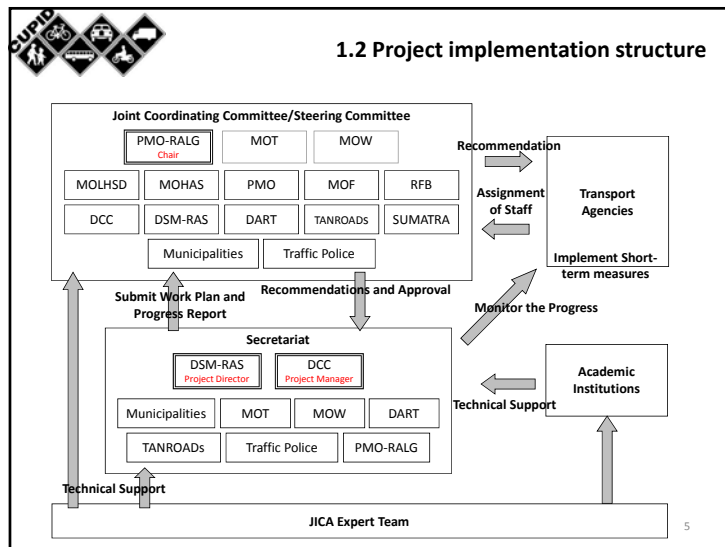 CUPID
1.2 Project implementation structure
Joint Coordinating Committee/Steering Committee
PMO-RALG
Chair
MOT
MOW
MOLHSD
MOHAS
PMO
MOF
RFB
DCC
DSM-RAS
DART
TANROADs
SUMATRA
Municipalities
Traffic Police
Recommendation
Assignment
of Staff
Transport
Agencies
Implement Short-
term measures
Submit Work Plan and
Progress Report
Recommendations and Approval
Monitor the Progress
Secretariat
DSM-RAS
Project Director
DCC
Project Manager
Municipalities
MOT
MOW
DART
TANROADs
Traffic Police
PMO-RALG
Technical Support
Academic
Institutions
Technical Support
JICA Expert Team
5